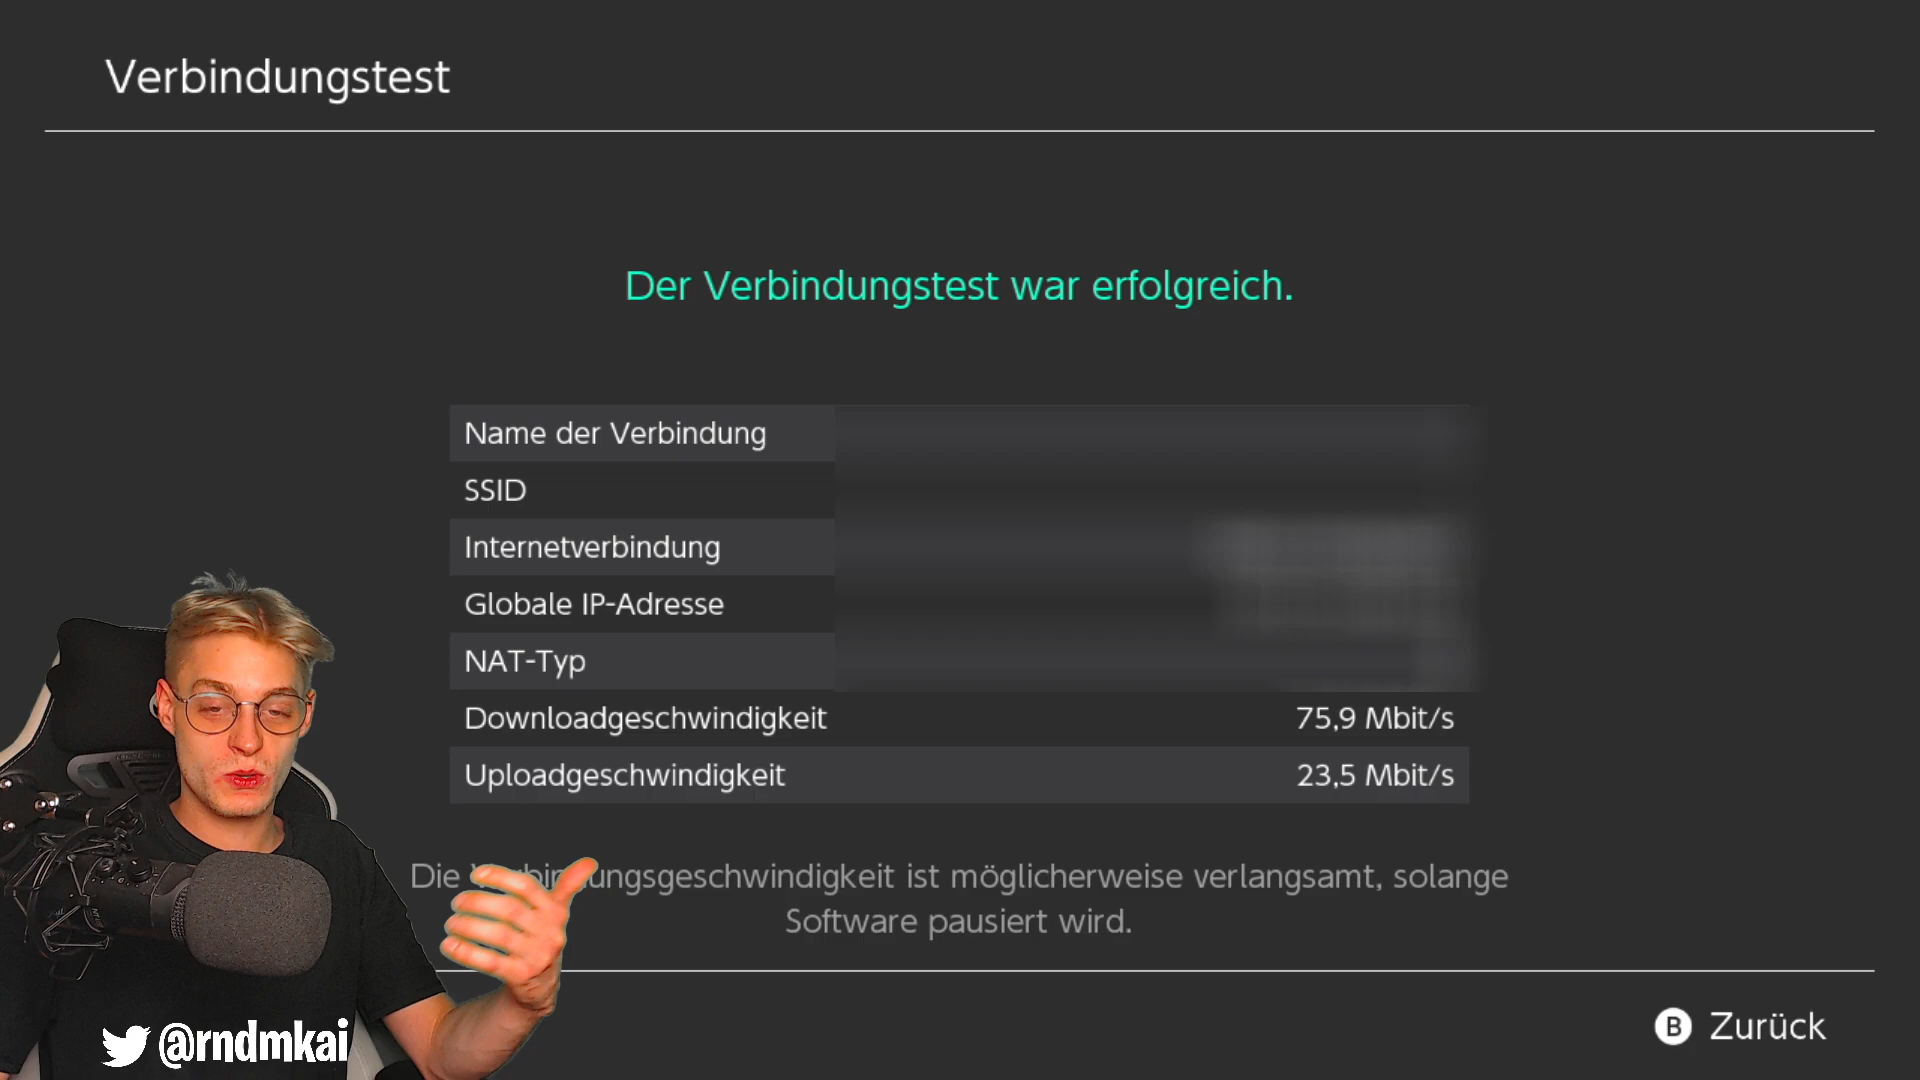 Verbindungstest
Der Verbindungstest war erfolgreich.
Name der Verbindung
SSID
Internetverbindung
Globale IP-Adresse
NAT-Typ
Downloadgeschwindigkeit 75,9 Mbit/s
Uploadgeschwindigkeit 23,5 Mbit/s
Die Verbindungsgeschwindigkeit ist möglicherweise verlangsamt, solange
Software pausiert wird.
B Zurück
@rndmkai